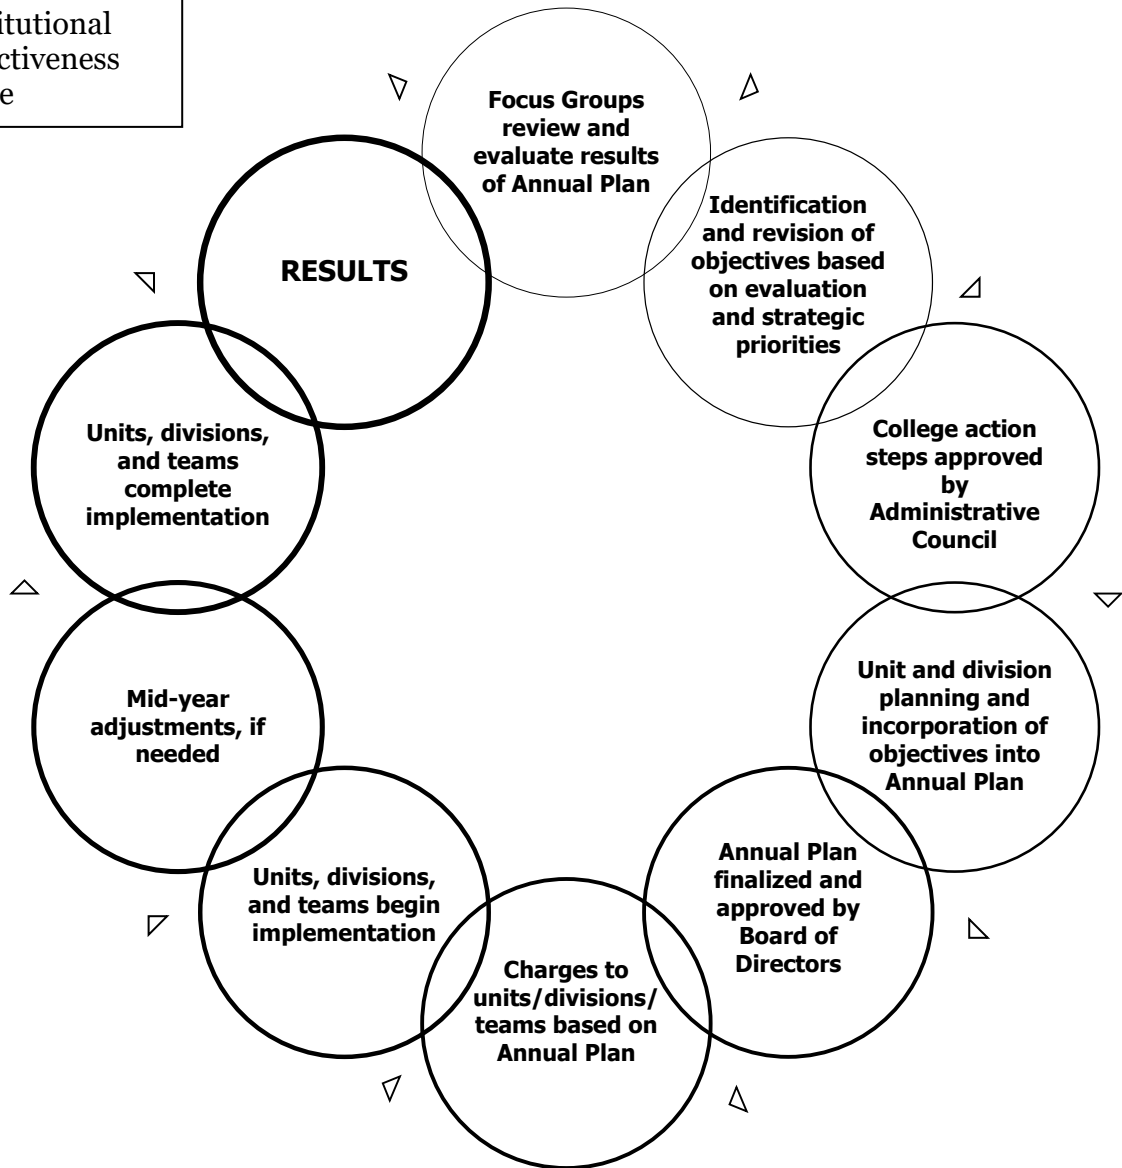 itutional
ctiveness
e
Focus Groups
review and
evaluate results
of Annual Plan
Identification
and revision of
objectives based
on evaluation
and strategic
priorities
College action
steps approved
by
Administrative
Council
Unit and division
planning and
incorporation of
objectives into
Annual Plan
Annual Plan
finalized and
approved by
Board of
Directors
Charges to
units/divisions/
teams based on
Annual Plan
Units, divisions,
and teams begin
implementation
Mid-year
adjustments, if
needed
Units, divisions,
and teams
complete
implementation
RESULTS